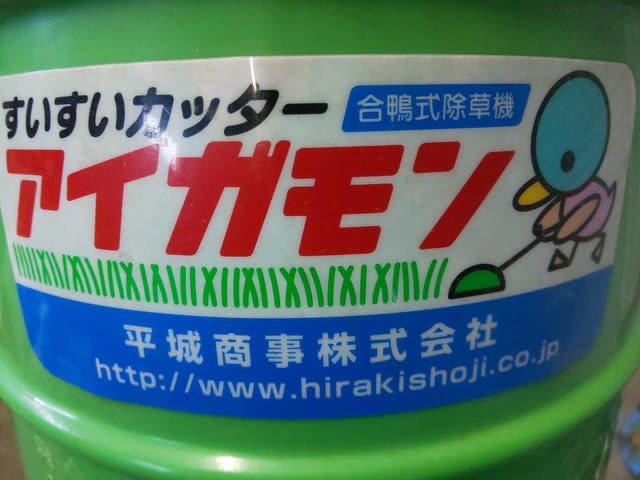 すいすいカッター
合鴨式除草機
アイガモン
平城商事株式会社
http://www.hirakishoji.co.jp